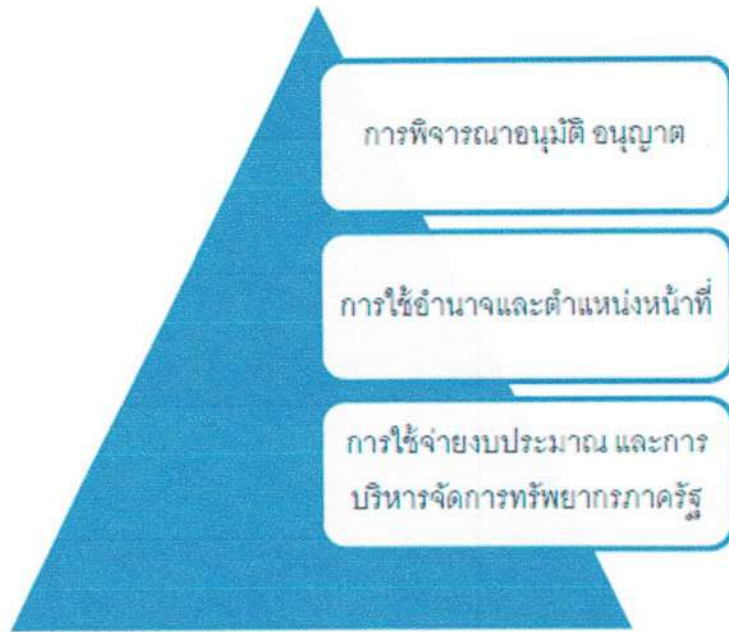 การพิจารณาอนุมัติ อนุญาต
การใช้อำนาจและตำแหน่งหน้าที่
การใช้จ่ายงบประมาณ และการ
บริหารจัดการทรัพยากรภาครัฐ